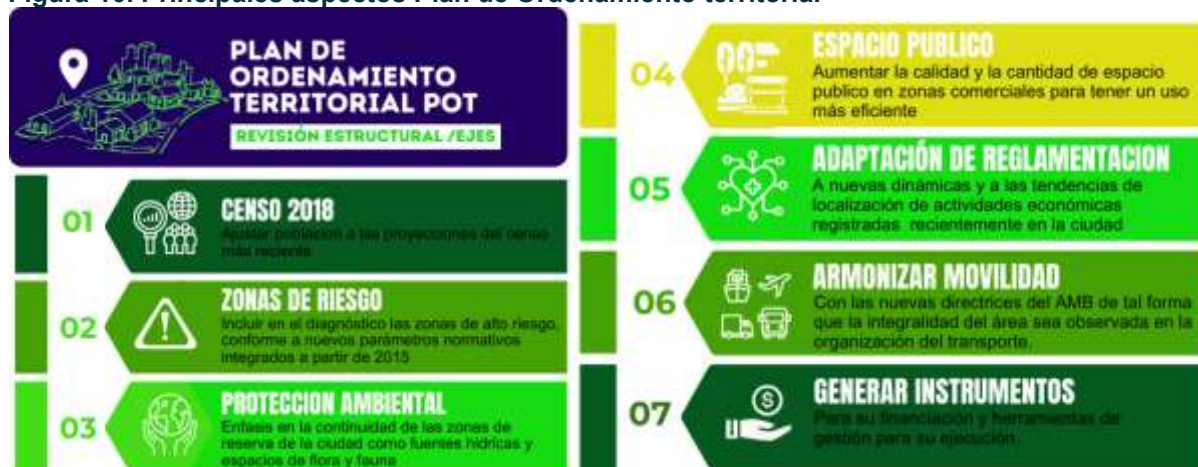 Figura 10. Principales aspectos Plan de Ordenamiento territorial
PLAN DE
ORDENAMIENTO
TERRITORIAL POT
REVISIÓN ESTRUCTURAL /EJES
01
CENSO 2018
Ajustar poblacion a las proyecciones del censo
más reciente
02
ZONAS DE RIESGO
Incluir en el diagnóstico las zonas de alto riesgo,
conforme a nuevos parámetros normativos
integrados a partir de 2015
03
PROTECCION AMBIENTAL
Enfasis en la continuidad de las zonas de
reserva de la ciudad como fuentes hídricas y
espacios de flora y fauna
04
ESPACIO PUBLICO
Aumentar la calidad y la cantidad de espacio
publico en zonas comerciales para tener un uso
más eficiente
05
ADAPTACIÓN DE REGLAMENTACION
A nuevas dinámicas y a las tendencias de
localización de actividades económicas
registradas recientemente en la ciudad
06
ARMONIZAR MOVILIDAD
Con las nuevas directrices del AMB de tal forma
que la integralidad del área sea observada en la
organización del transporte.
07
GENERAR INSTRUMENTOS
Para su financiación y herramientas de
gestión para su ejecución.